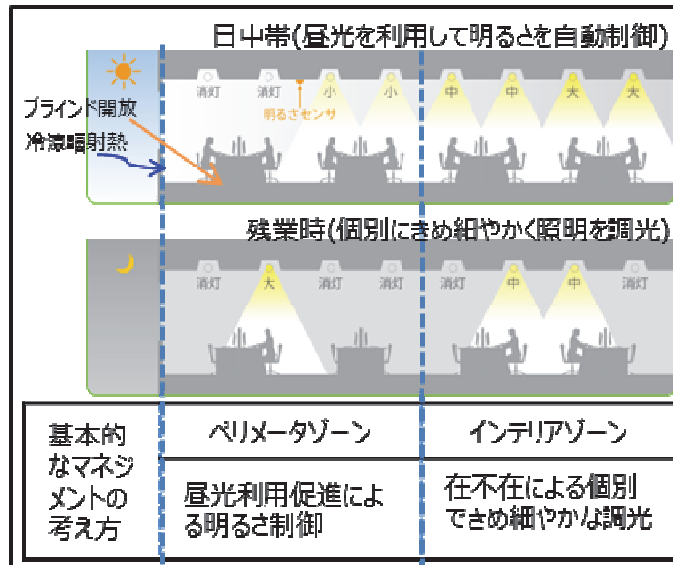 日中帯(昼光を利用して明るさを自動制御)
消灯 消灯 小 小 中 中 大 大
明るさセンサ
ブラインド開放
冷涼輻射熱
残業時(個別にきめ細やかく照明を調光)
消灯 大 消灯 消灯 消灯 中 中 消灯
基本的
なマネジ
メントの
考え方
ペリメータゾーン
インテリアゾーン
昼光利用促進によ
る明るさ制御
在不在による個別
できめ細やかな調光